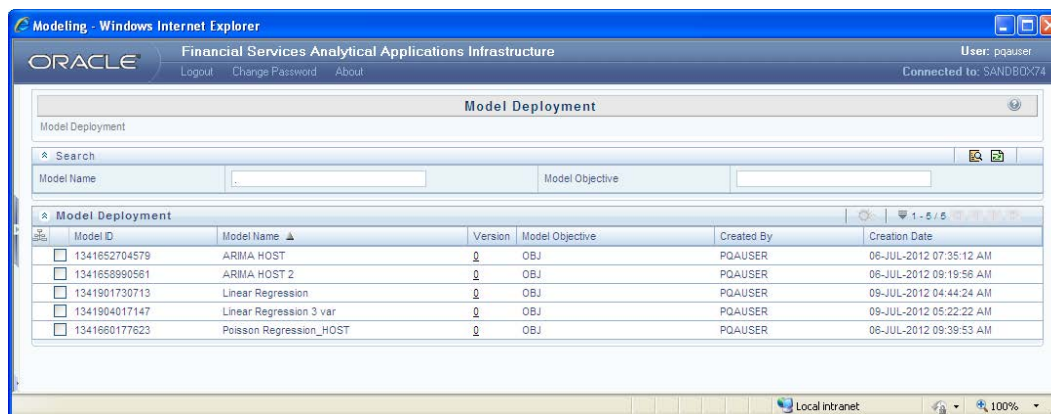 Modeling - Windows Internet Explorer
ORACLE
Financial Services Analytical Applications Infrastructure
User: pqauser
Logout Change Password About
Connected to: SANDBOX74
Model Deployment
Model Deployment
Search
Model Name . Model Objective
Model Deployment 1 - 5 / 5
Model ID Model Name Version Model Objective Created By Creation Date
1341652704579 ARIMA HOST 0 OBJ PQAUSER 06-JUL-2012 07:35:12 AM
1341658990561 ARIMA HOST 2 0 OBJ PQAUSER 06-JUL-2012 09:19:56 AM
1341901730713 Linear Regression 0 OBJ PQAUSER 09-JUL-2012 04:44:24 AM
1341904017147 Linear Regression 3 var 0 OBJ PQAUSER 09-JUL-2012 05:22:22 AM
1341660177623 Poisson Regression_HOST 0 OBJ PQAUSER 06-JUL-2012 09:39:53 AM
Local intranet 100%